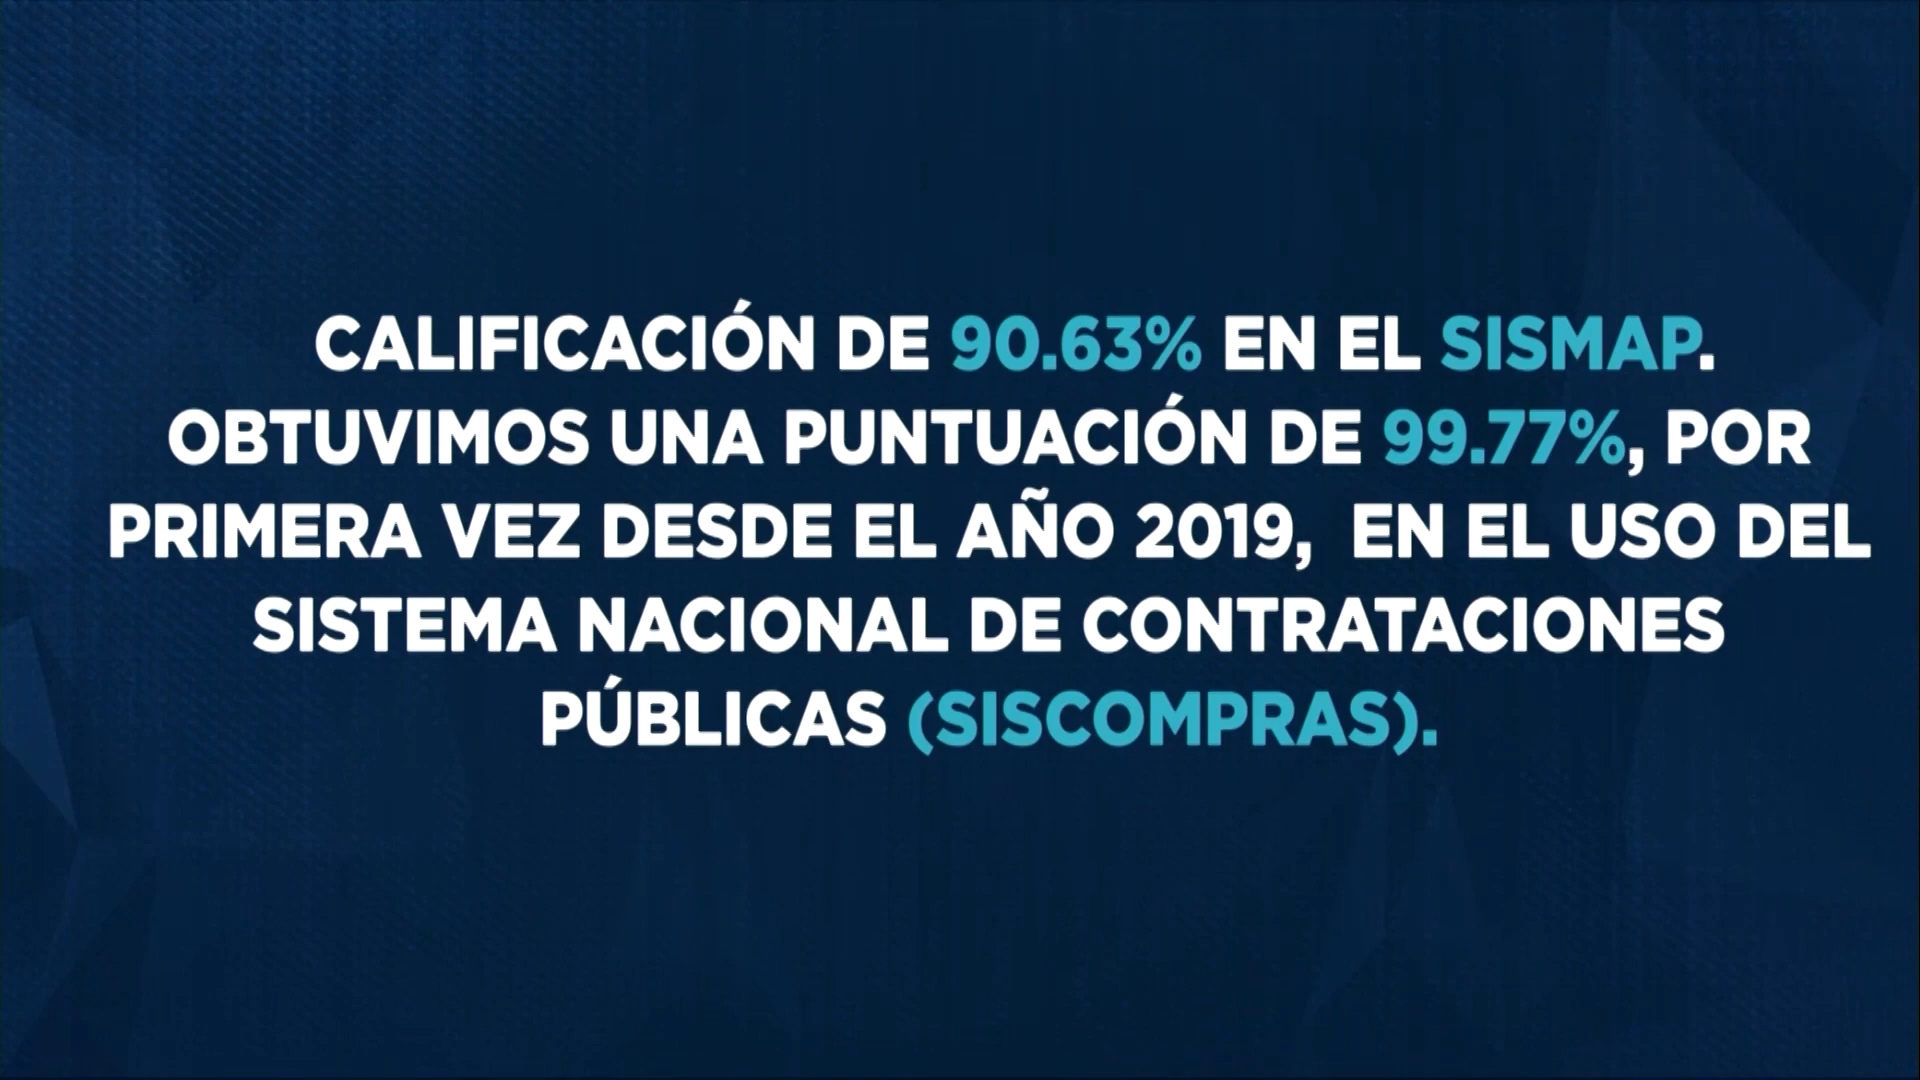 CALIFICACIÓN DE 90.63% EN EL SISMAP.
OBTUVIMOS UNA PUNTUACIÓN DE 99.77%, POR
PRIMERA VEZ DESDE EL AÑO 2019, EN EL USO DEL
SISTEMA NACIONAL DE CONTRATACIONES
PÚBLICAS (SISCOMPRAS).